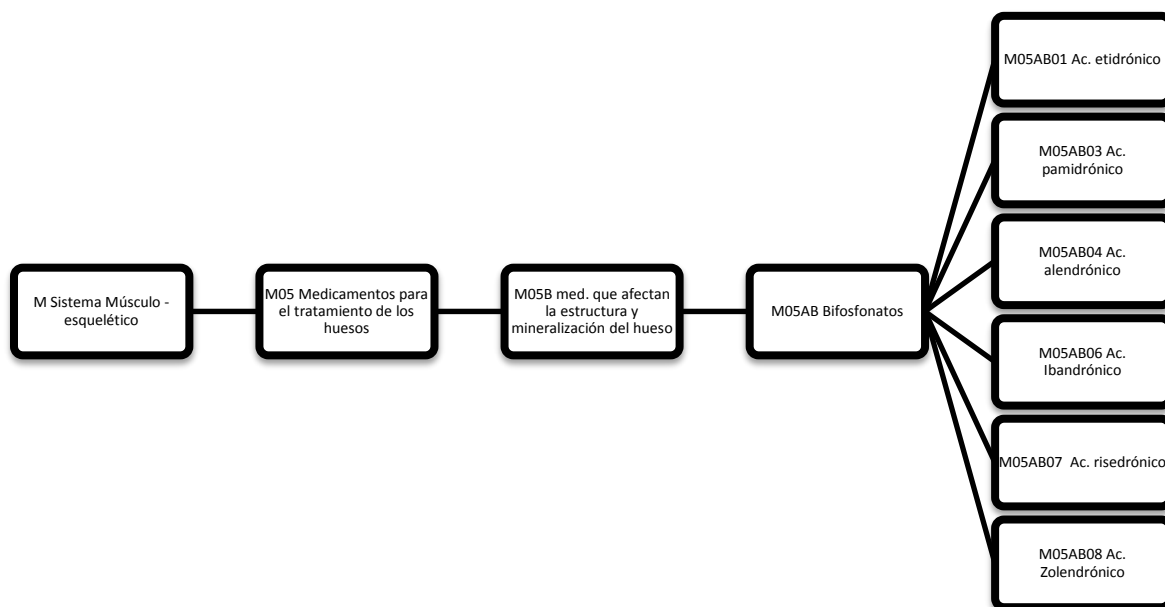 M Sistema Músculo -
esquelético
M05 Medicamentos para
el tratamiento de los
huesos
M05B med. que afectan
la estructura y
mineralización del hueso
M05AB Bifosfonatos
M05AB01 Ac. etidrónico
M05AB03 Ac.
pamidrónico
M05AB04 Ac.
alendrónico
M05AB06 Ac.
Ibandrónico
M05AB07  Ac. risedrónico
M05AB08 Ac.
Zolendrónico